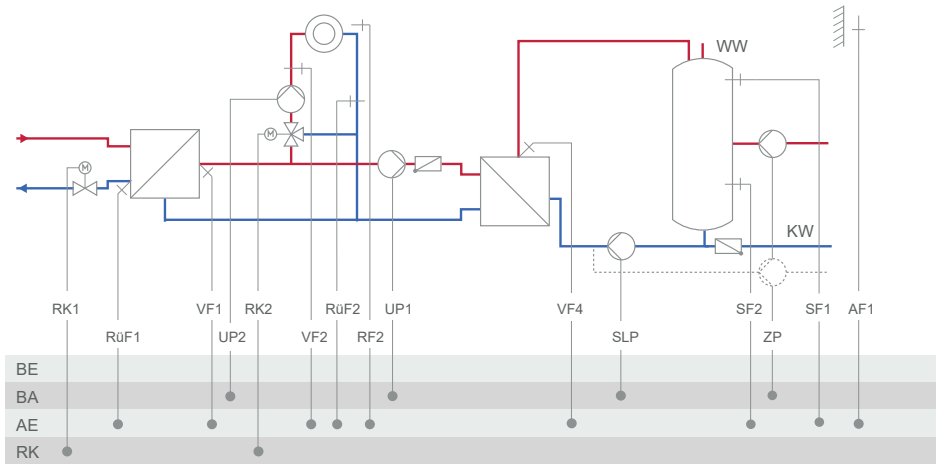 WW
M
M
KW
RK1 VF1 RK2 RüF2 UP1 VF4 SF2 SF1 AF1
RüF1 UP2 VF2 RF2 SLP ZP
BE
BA
AE
RK